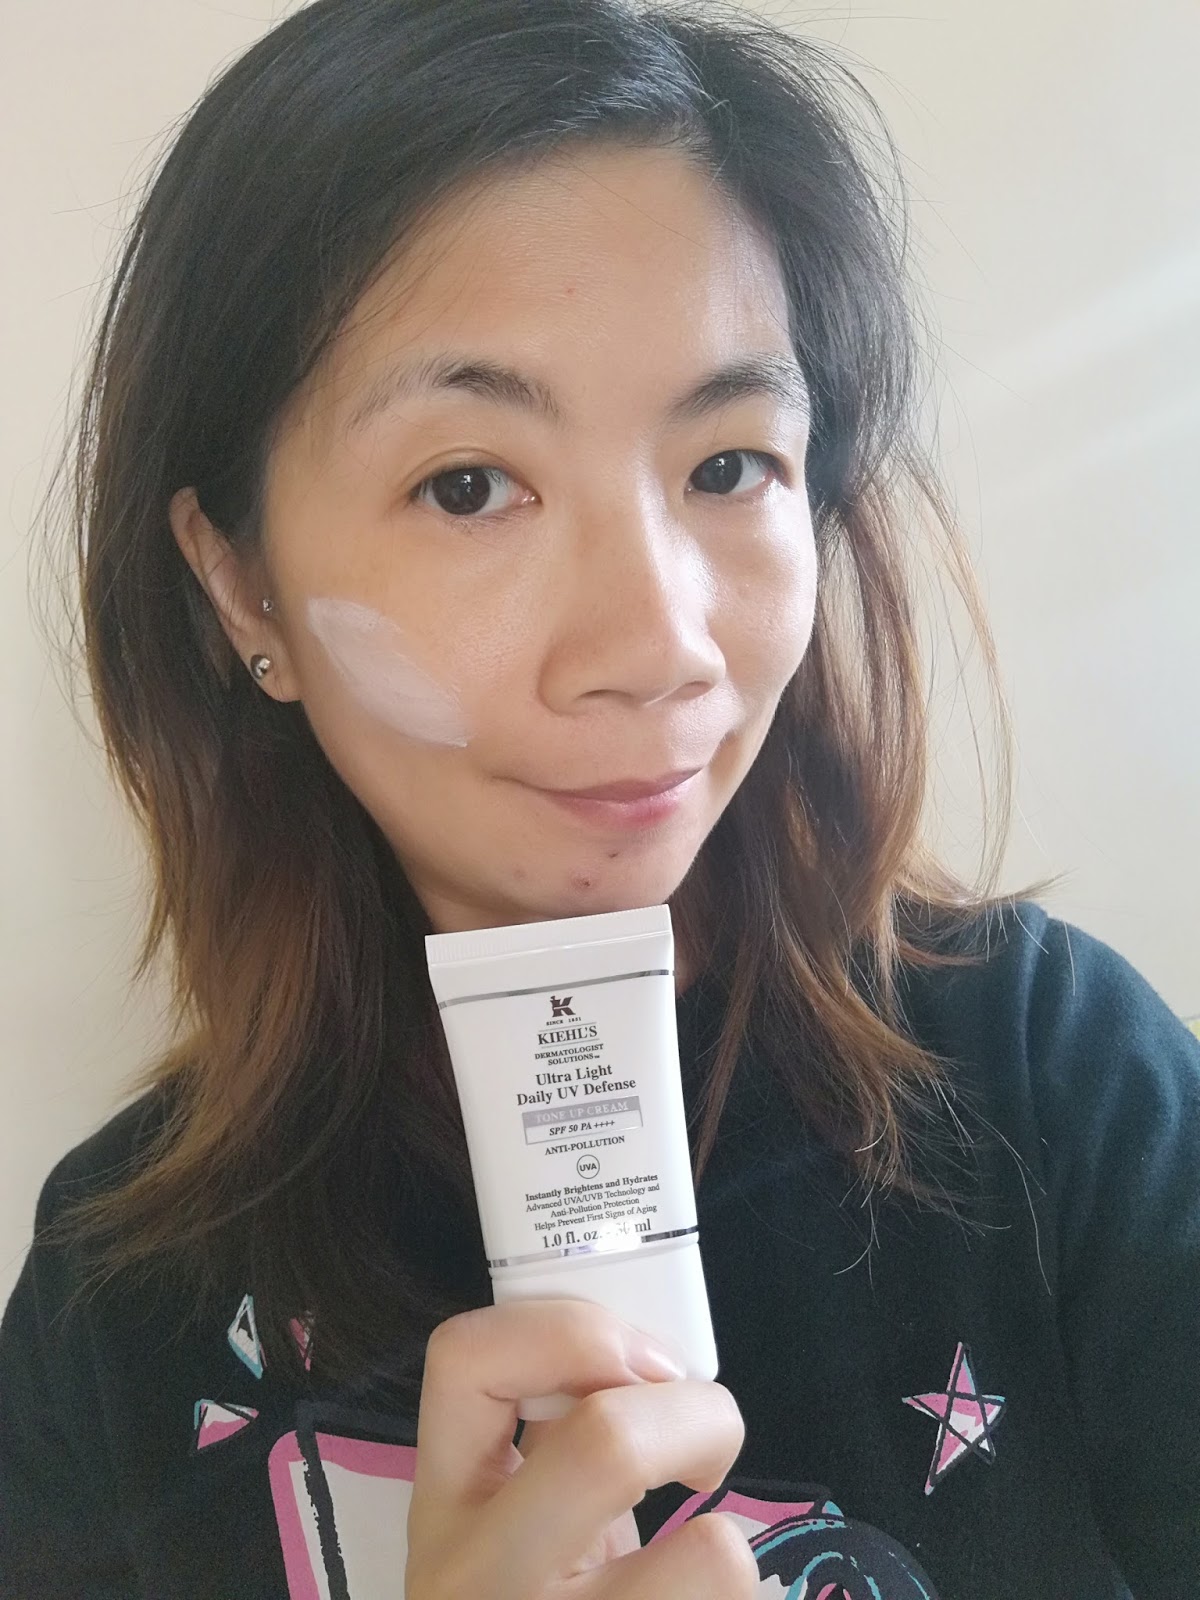 K
SINCE 1851
KIEHL'S
DERMATOLOGIST
SOLUTIONS™
Ultra Light
Daily UV Defense
TONE UP CREAM
SPF 50 PA ++++
ANTI-POLLUTION
UVA
Instantly Brightens and Hydrates
Advanced UVA/UVB Technology and
Anti-Pollution Protection
Helps Prevent First Signs of Aging
1.0 fl. oz. ml